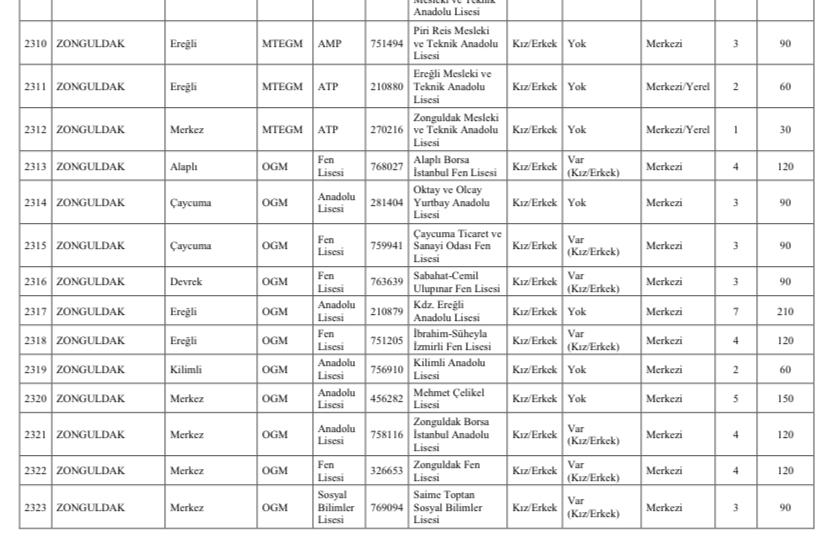 Anadolu Lisesi
2310 ZONGULDAK Ereğli MTEGM AMP 751494 Piri Reis Mesleki ve Teknik Anadolu Lisesi Kız/Erkek Yok Merkezi 3 90
2311 ZONGULDAK Ereğli MTEGM ATP 210880 Ereğli Mesleki ve Teknik Anadolu Lisesi Kız/Erkek Yok Merkezi/Yerel 2 60
2312 ZONGULDAK Merkez MTEGM ATP 270216 Zonguldak Mesleki ve Teknik Anadolu Lisesi Kız/Erkek Yok Merkezi/Yerel 1 30
2313 ZONGULDAK Alaplı OGM Fen Lisesi 768027 Alaplı Borsa İstanbul Fen Lisesi Kız/Erkek Var (Kız/Erkek) Merkezi 4 120
2314 ZONGULDAK Çaycuma OGM Anadolu Lisesi 281404 Oktay ve Olcay Yurtbay Anadolu Lisesi Kız/Erkek Yok Merkezi 3 90
2315 ZONGULDAK Çaycuma OGM Fen Lisesi 759941 Çaycuma Ticaret ve Sanayi Odası Fen Lisesi Kız/Erkek Var (Kız/Erkek) Merkezi 3 90
2316 ZONGULDAK Devrek OGM Fen Lisesi 763639 Sabahat-Cemil Ulupınar Fen Lisesi Kız/Erkek Var (Kız/Erkek) Merkezi 3 90
2317 ZONGULDAK Ereğli OGM Anadolu Lisesi 210879 Kdz. Ereğli Anadolu Lisesi Kız/Erkek Yok Merkezi 7 210
2318 ZONGULDAK Ereğli OGM Fen Lisesi 751205 İbrahim-Süheyla İzmirli Fen Lisesi Kız/Erkek Var (Kız/Erkek) Merkezi 4 120
2319 ZONGULDAK Kilimli OGM Anadolu Lisesi 756910 Kilimli Anadolu Lisesi Kız/Erkek Yok Merkezi 2 60
2320 ZONGULDAK Merkez OGM Anadolu Lisesi 456282 Mehmet Çelikel Lisesi Kız/Erkek Yok Merkezi 5 150
2321 ZONGULDAK Merkez OGM Anadolu Lisesi 758116 Zonguldak Borsa İstanbul Anadolu Lisesi Kız/Erkek Var (Kız/Erkek) Merkezi 4 120
2322 ZONGULDAK Merkez OGM Fen Lisesi 326653 Zonguldak Fen Lisesi Kız/Erkek Var (Kız/Erkek) Merkezi 4 120
2323 ZONGULDAK Merkez OGM Sosyal Bilimler Lisesi 769094 Saime Toptan Sosyal Bilimler Lisesi Kız/Erkek Var (Kız/Erkek) Merkezi 3 90